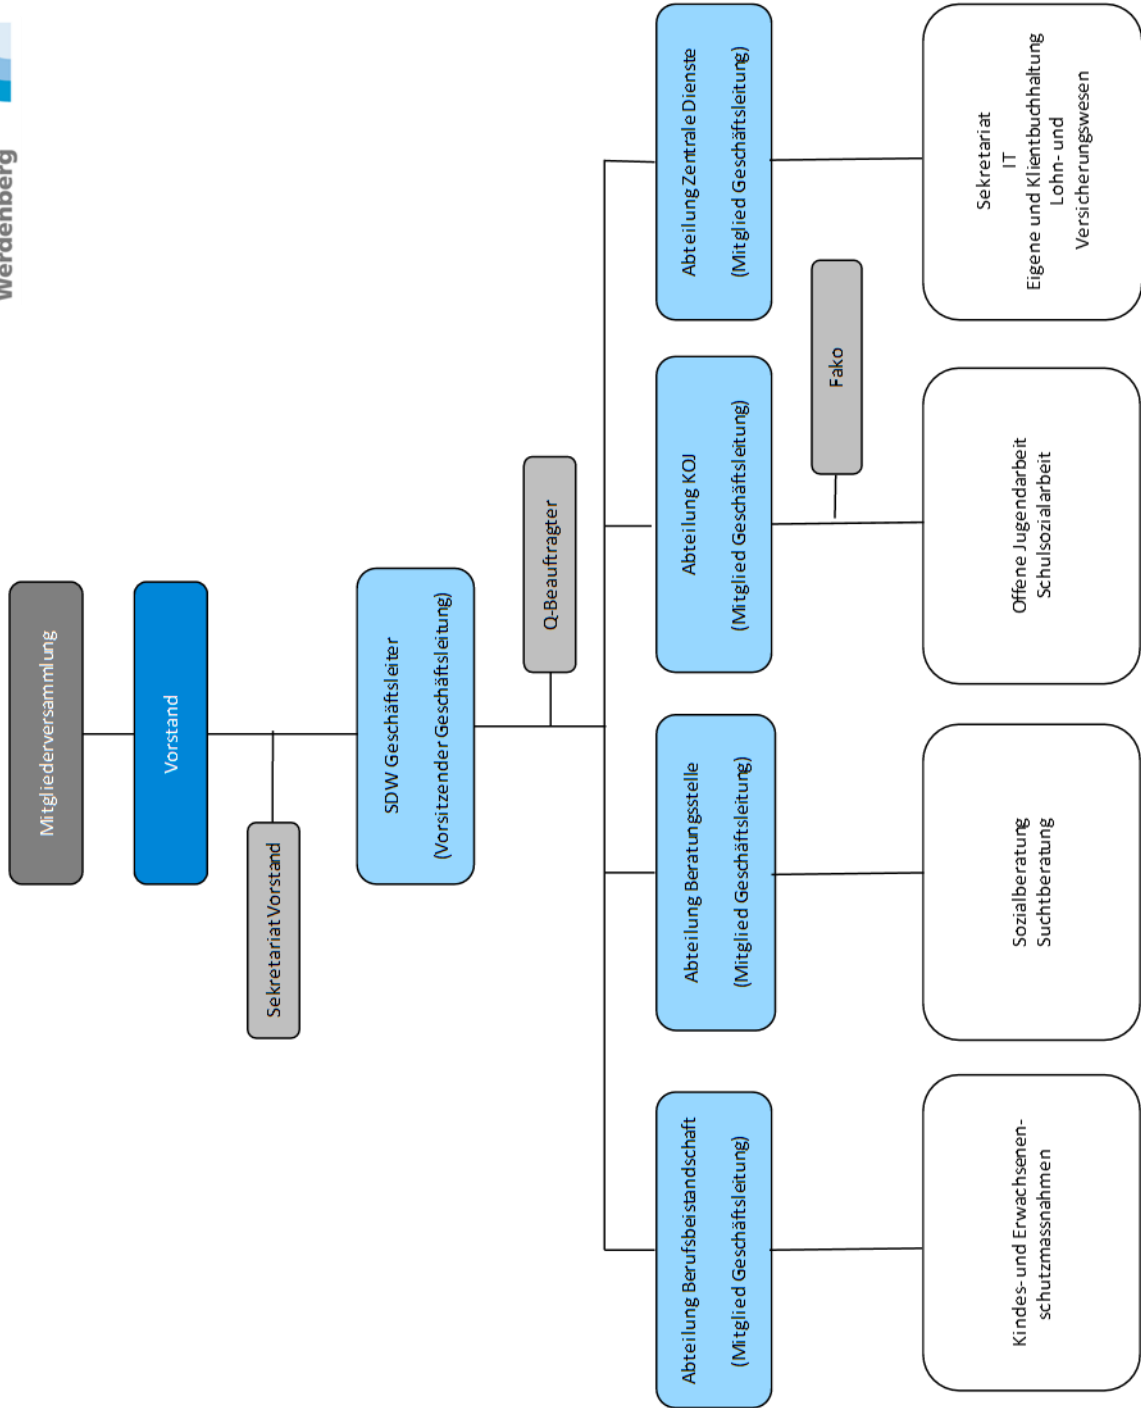 Werdenberg
Mitgliederversammlung
Vorstand
Sekretariat Vorstand
SDW Geschäftsleiter
(Vorsitzender Geschäftsleitung)
Q-Beauftragter
Abteilung Berufsbeistandschaft
(Mitglied Geschäftsleitung)
Abteilung Beratungsstelle
(Mitglied Geschäftsleitung)
Abteilung KOJ
(Mitglied Geschäftsleitung)
Abteilung Zentrale Dienste
(Mitglied Geschäftsleitung)
Fako
Kindes- und Erwachsenen-
schutzmassnahmen
Sozialberatung
Suchtberatung
Offene Jugendarbeit
Schulsozialarbeit
Sekretariat
IT
Eigene und Klientbuchhaltung
Lohn- und
Versicherungswesen